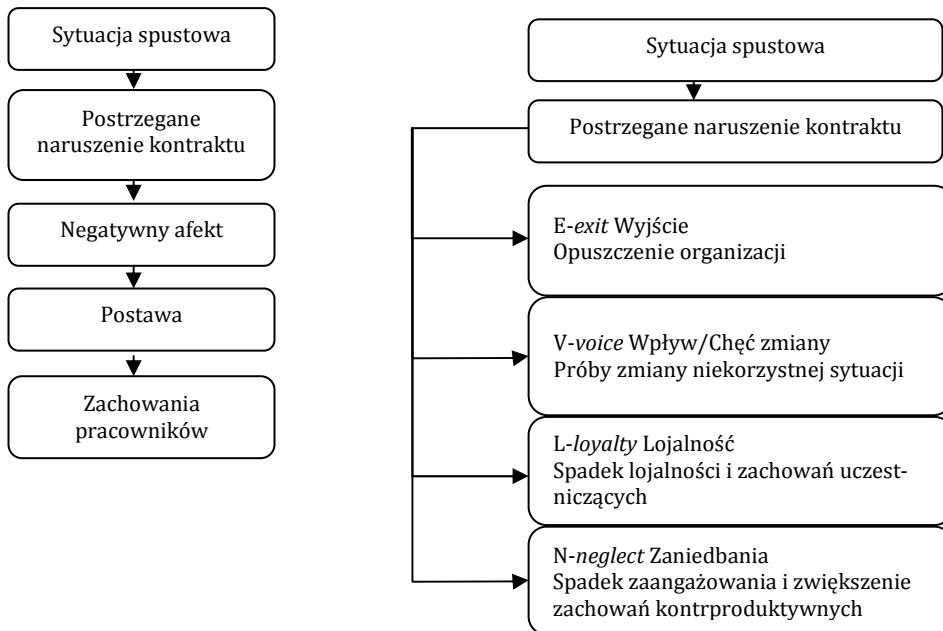 Sytuacja spustowa
Postrzegane
naruszenie kontraktu
Negatywny afekt
Postawa
Zachowania
pracowników
Sytuacja spustowa
Postrzegane naruszenie kontraktu
E-exit Wyjście
Opuszczenie organizacji
V-voice Wpływ/Chęć zmiany
Próby zmiany niekorzystnej sytuacji
L-loyalty Lojalność
Spadek lojalności i zachowań uczest-
niczących
N-neglect Zaniedbania
Spadek zaangażowania i zwiększenie
zachowań kontrproduktywnych